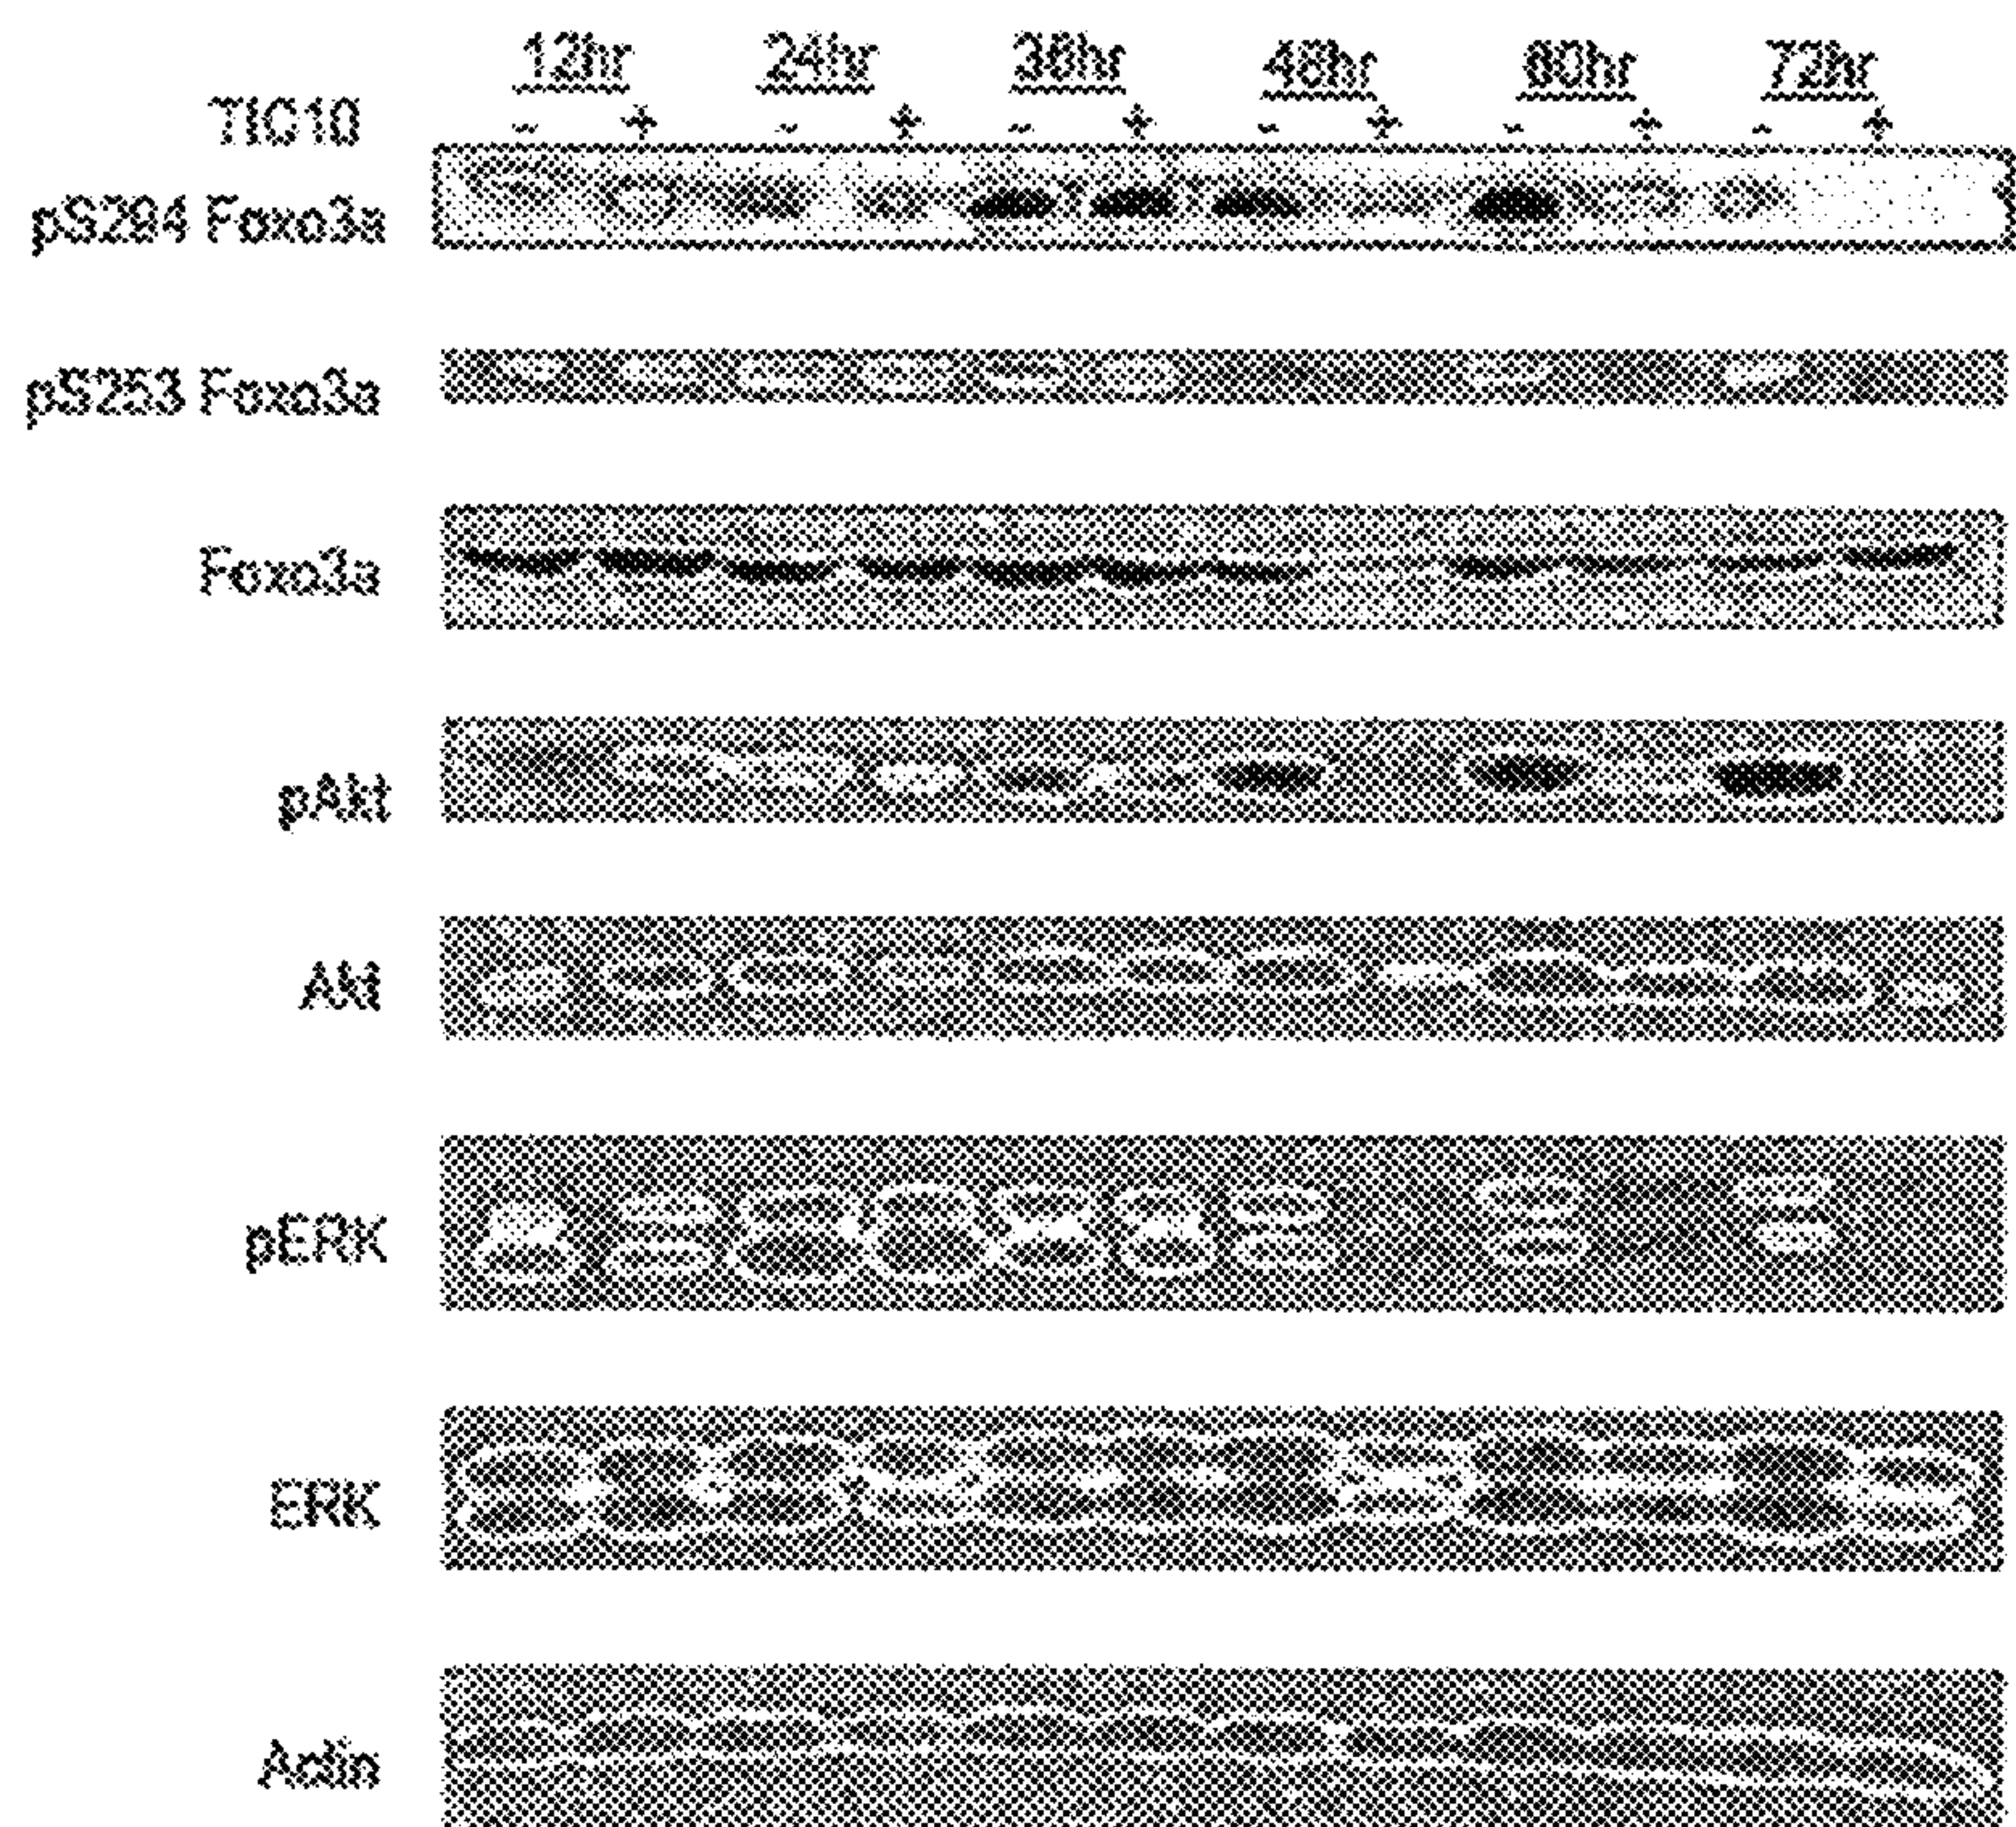 12hr 24hr 36hr 48hr 60hr 72hr
TIC10 - + - + - + - + - + - +
pS294 Foxo3a
pS253 Foxo3a
Foxo3a
pAkt
Akt
pERK
ERK
Actin